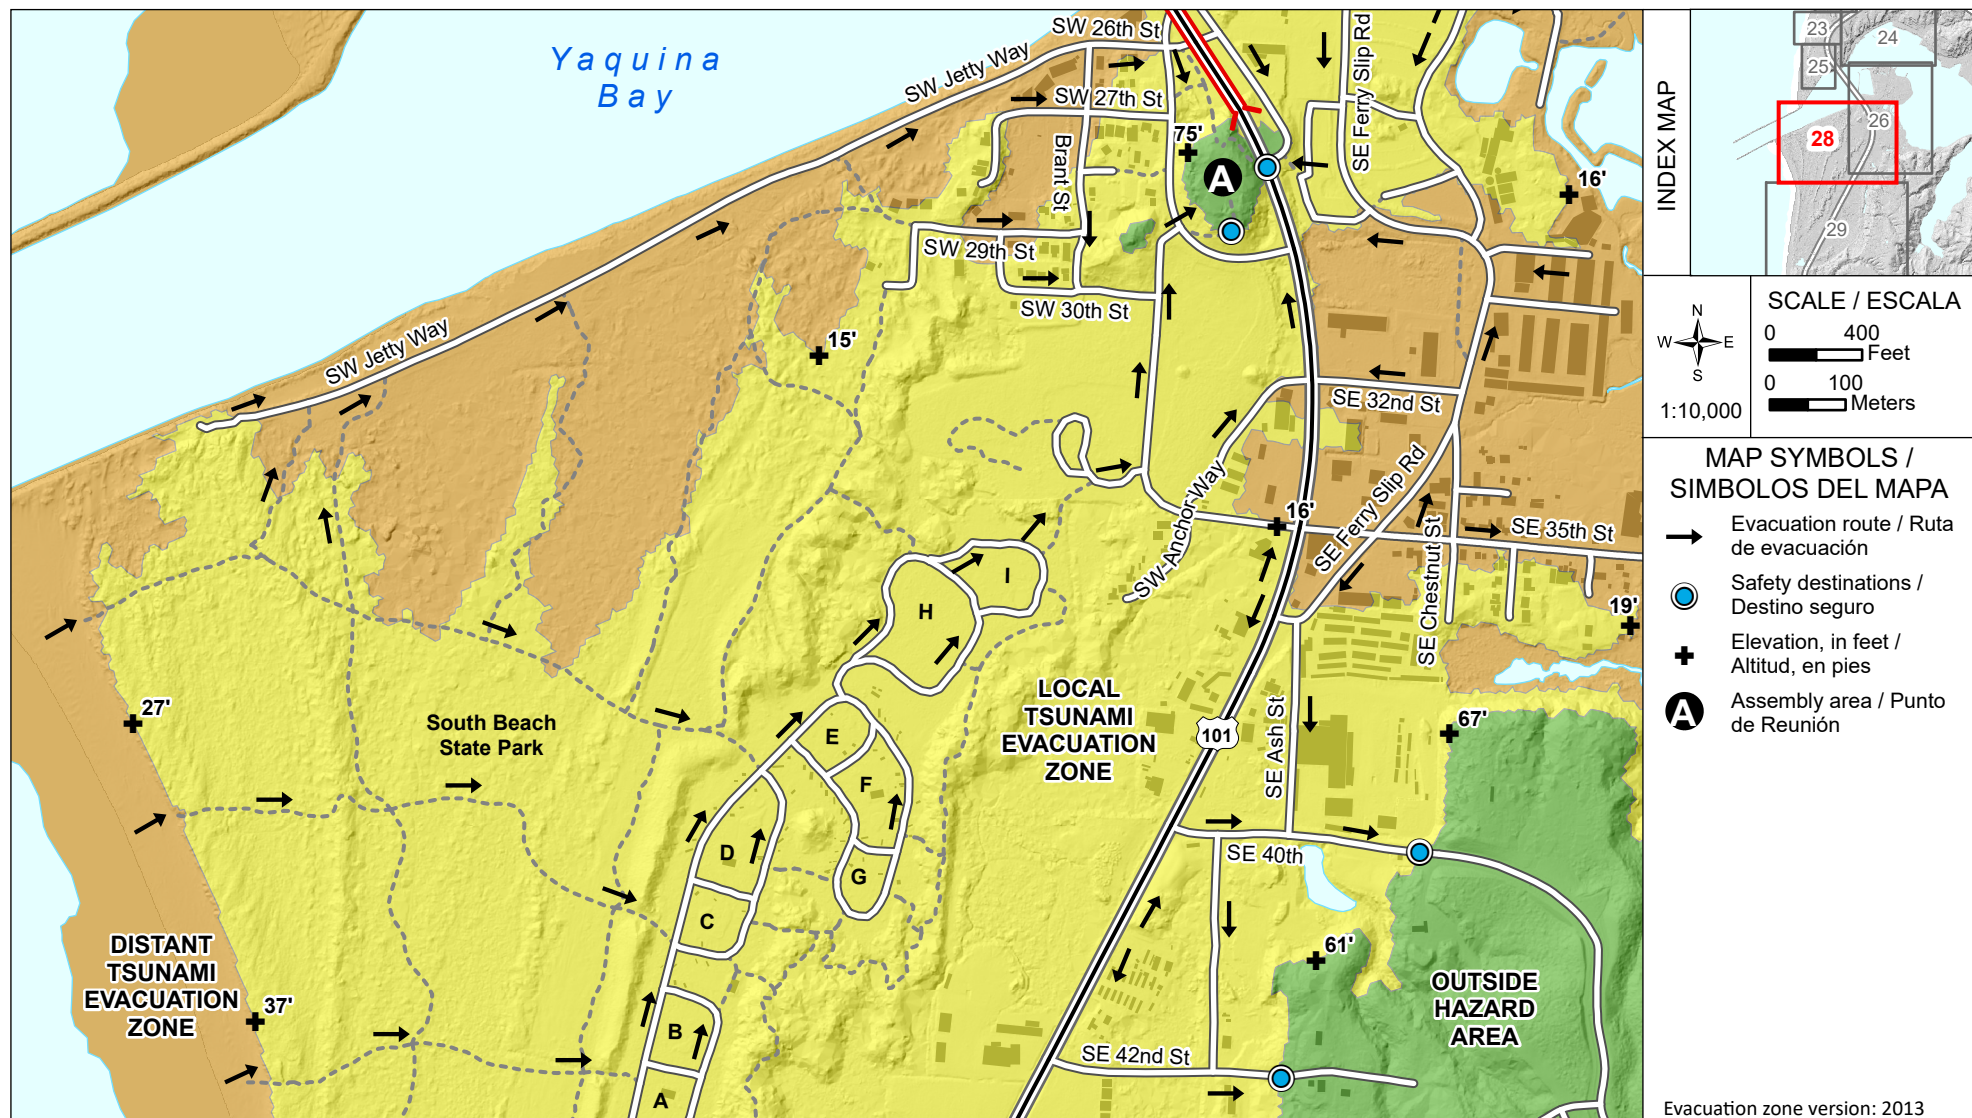 Yaquina
Bay
SW 26th St
SW Jetty Way
SW 27th St
Brant St
SE Ferry Slip Rd
75'
A
16'
SW 29th St
SW 30th St
15'
SW Jetty Way
SE 32nd St
SW Anchor Way
SE Ferry Slip Rd
16'
SE 35th St
SE Chestnut St
19'
I
H
27'
South Beach
State Park
LOCAL
TSUNAMI
EVACUATION
ZONE
101
SE Ash St
67'
E
F
D
G
C
SE 40th
DISTANT
TSUNAMI
EVACUATION
ZONE
37'
61'
OUTSIDE
HAZARD
AREA
B
SE 42nd St
A
INDEX MAP
23
24
25
26
28
29
N
W
E
S
1:10,000
SCALE / ESCALA
0 400
Feet
0 100
Meters
MAP SYMBOLS /
SIMBOLOS DEL MAPA
Evacuation route / Ruta
de evacuación
Safety destinations /
Destino seguro
Elevation, in feet /
Altitud, en pies
A
Assembly area / Punto
de Reunión
Evacuation zone version: 2013